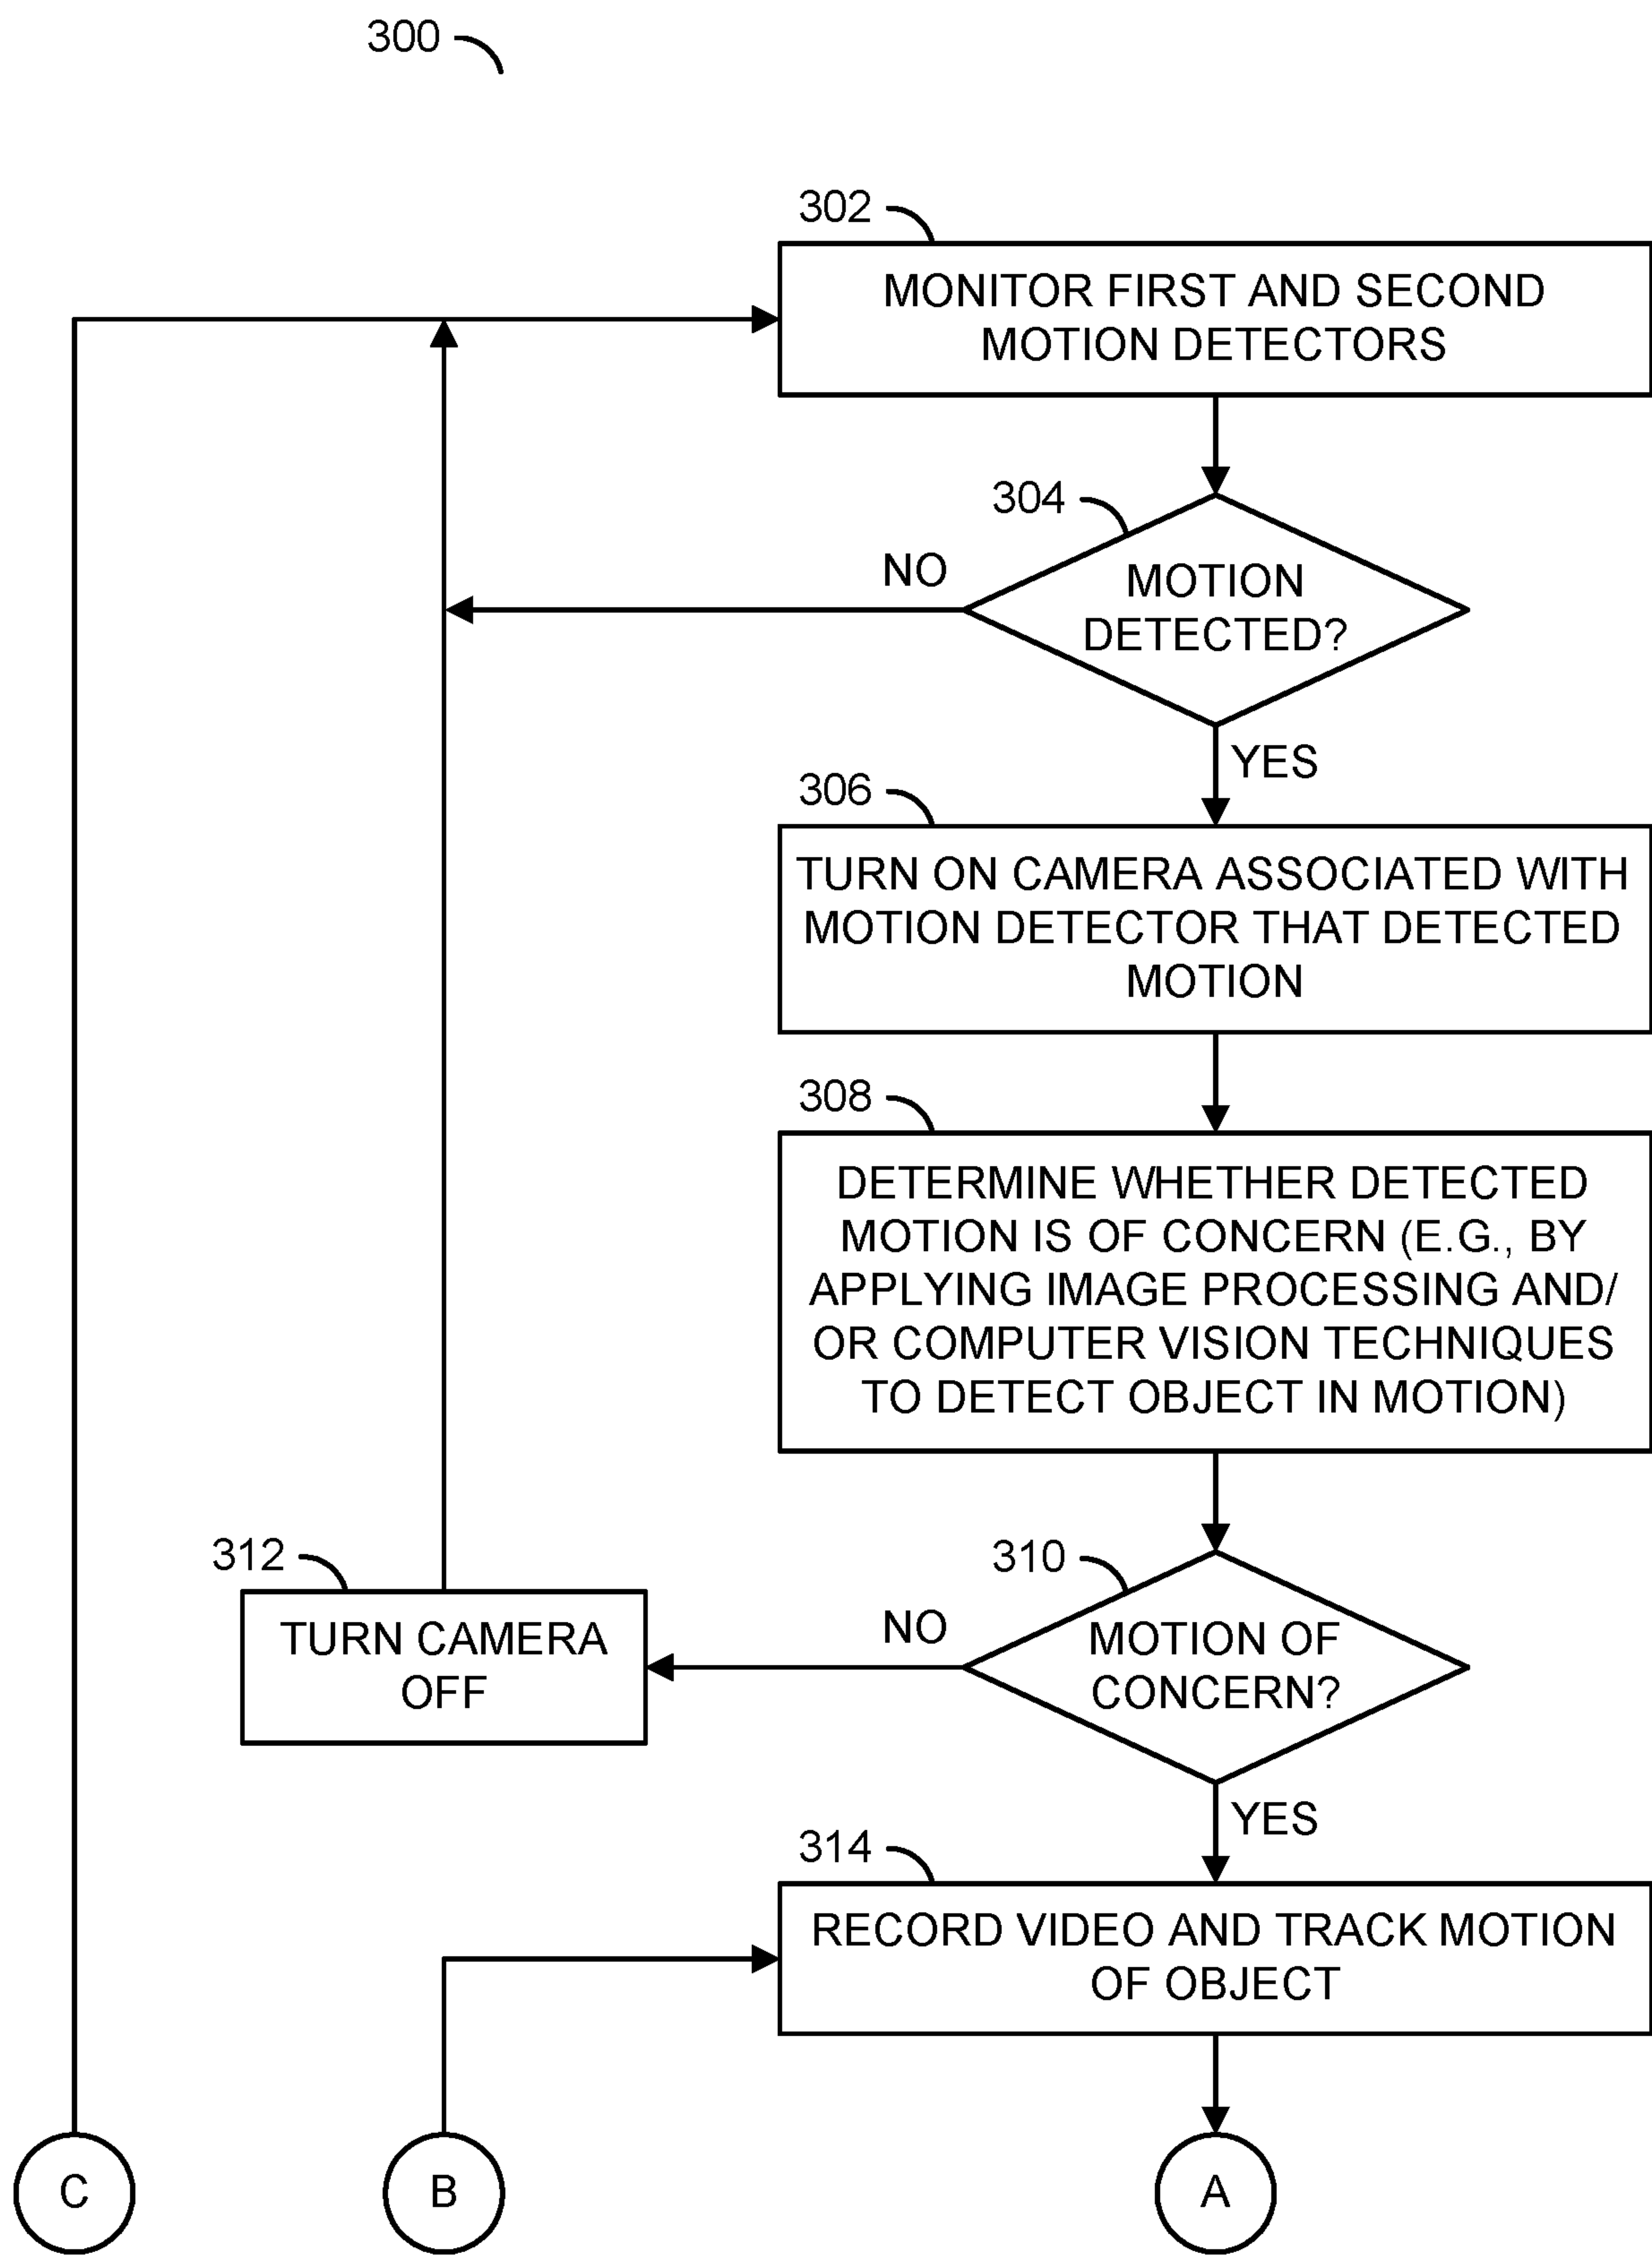 300
302
MONITOR FIRST AND SECOND
MOTION DETECTORS
304
NO
MOTION
DETECTED?
YES
306
TURN ON CAMERA ASSOCIATED WITH
MOTION DETECTOR THAT DETECTED
MOTION
308
DETERMINE WHETHER DETECTED
MOTION IS OF CONCERN (E.G., BY
APPLYING IMAGE PROCESSING AND/
OR COMPUTER VISION TECHNIQUES
TO DETECT OBJECT IN MOTION)
310
NO
MOTION OF
CONCERN?
312
TURN CAMERA
OFF
YES
314
RECORD VIDEO AND TRACK MOTION
OF OBJECT
C
B
A